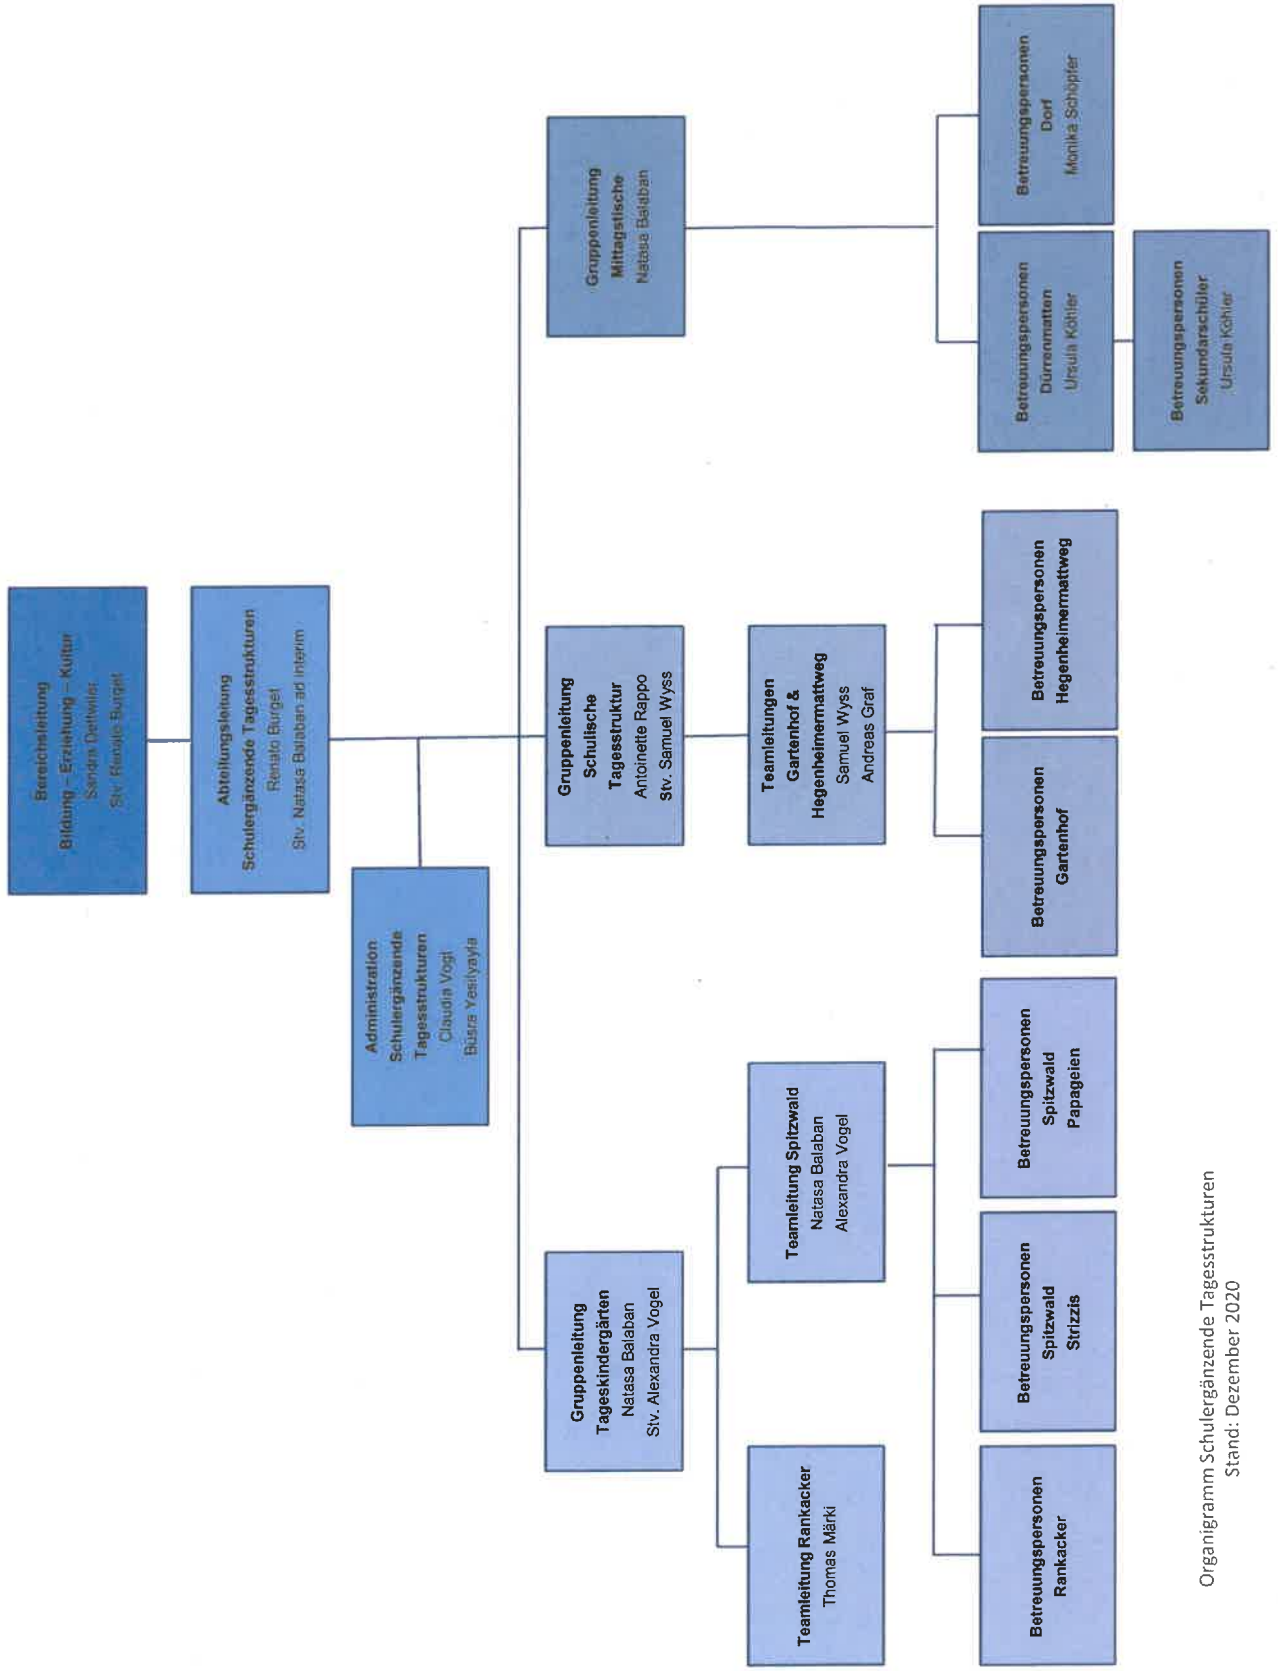 Bereichsleitung
Bildung – Erziehung – Kultur
Sandra Dettwiler
Stv. Renato Burget
Abteilungsleitung
Schulergänzende Tagesstrukturen
Renato Burget
Stv. Natasa Balaban ad interim
Administration
Schulergänzende
Tagesstrukturen
Claudia Vogt
Büsra Yesilyayla
Gruppenleitung
Tageskindergärten
Natasa Balaban
Stv. Alexandra Vogel
Gruppenleitung
Schulische
Tagesstruktur
Antoinette Rappo
Stv. Samuel Wyss
Gruppenleitung
Mittagstische
Natasa Balaban
Teamleitung Rankacker
Thomas Märki
Teamleitung Spitzwald
Natasa Balaban
Alexandra Vogel
Teamleitungen
Gartenhof &
Hegenheimermattweg
Samuel Wyss
Andreas Graf
Betreuungspersonen
Rankacker
Betreuungspersonen
Spitzwald
Strizzis
Betreuungspersonen
Spitzwald
Papageien
Betreuungspersonen
Gartenhof
Betreuungspersonen
Hegenheimermattweg
Betreuungspersonen
Dürrenmatten
Ursula Köhler
Betreuungspersonen
Dorf
Monika Schöpfer
Betreuungspersonen
Sekundarschüler
Ursula Köhler
Organigramm Schulergänzende Tagesstrukturen
Stand: Dezember 2020